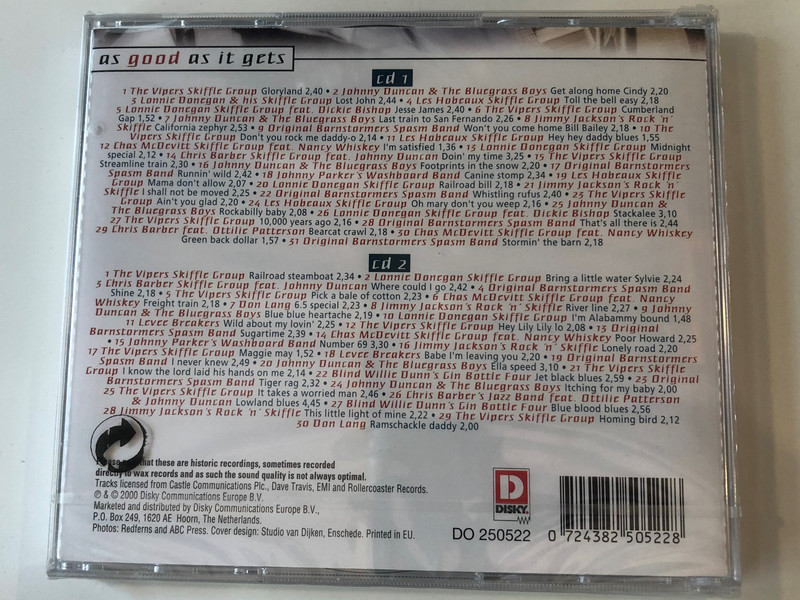 as good as it gets
cd 1
1 The Vipers Skiffle Group Gloryland 2,40 • 2 Johnny Duncan & The Bluegrass Boys Get along home Cindy 2,20
3 Lonnie Donegan & his Skiffle Group Lost John 2,44 • 4 Les Hobeaux Skiffle Group Toll the bell easy 2,18
5 Lonnie Donegan Skiffle Group feat. Dickie Bishop Jesse James 2,40 • 6 The Vipers Skiffle Group Cumberland
Gap 1,52 • 7 Johnny Duncan & The Bluegrass Boys Last train to San Fernando 2,26 • 8 Jimmy Jackson's Rock 'n'
Skiffle California zephyr 2,53 • 9 Original Barnstormers Spasm Band Won't you come home Bill Bailey 2,18 • 10 The
Vipers Skiffle Group Don't you rock me daddy-o 2,14 • 11 Les Hobeaux Skiffle Group Hey hey daddy blues 1,55
12 Chas McDevitt Skiffle Group feat. Nancy Whiskey I'm satisfied 1,36 • 13 Lonnie Donegan Skiffle Group Midnight
special 2,12 • 14 Chris Barber Skiffle Group feat. Johnny Duncan Doin' my time 3,25 • 15 The Vipers Skiffle Group
Streamline train 2,30 • 16 Johnny Duncan & The Bluegrass Boys Footprints in the snow 2,20 • 17 Original Barnstormers
Spasm Band Runnin' wild 2,42 • 18 Johnny Parker's Washboard Band Canine stomp 2,34 • 19 Les Hobeaux Skiffle
Group Mama don't allow 2,07 • 20 Lonnie Donegan Skiffle Group Railroad bill 2,18 • 21 Jimmy Jackson's Rock 'n'
Skiffle I shall not be moved 2,25 • 22 Original Barnstormers Spasm Band Whistling rufus 2,40 • 23 The Vipers Skiffle
Group Ain't you glad 2,20 • 24 Les Hobeaux Skiffle Group Oh mary don't you weep 2,16 • 25 Johnny Duncan &
The Bluegrass Boys Rockabilly baby 2,08 • 26 Lonnie Donegan Skiffle Group feat. Dickie Bishop Stackalee 3,10
27 The Vipers Skiffle Group 10,000 years ago 2,16 • 28 Original Barnstormers Spasm Band That's all there is 2,44
29 Chris Barber feat. Ottilie Patterson Bearcat crawl 2,18 • 30 Chas McDevitt Skiffle Group feat. Nancy Whiskey
Green back dollar 1,57 • 31 Original Barnstormers Spasm Band Stormin' the barn 2,18
cd 2
1 The Vipers Skiffle Group Railroad steamboat 2,34 • 2 Lonnie Donegan Skiffle Group Bring a little water Sylvie 2,24
3 Chris Barber Skiffle Group feat. Johnny Duncan Where could I go 2,42 • 4 Original Barnstormers Spasm Band
Shine 2,18 • 5 The Vipers Skiffle Group Pick a bale of cotton 2,23 • 6 Chas McDevitt Skiffle Group feat. Nancy
Whiskey Freight train 2,18 • 7 Don Lang 6.5 special 2,23 • 8 Jimmy Jackson's Rock 'n' Skiffle River line 2,27 • 9 Johnny
Duncan & The Bluegrass Boys Blue blue heartache 2,19 • 10 Lonnie Donegan Skiffle Group I'm Alabammy bound 1,48
11 Levee Breakers Wild about my lovin' 2,25 • 12 The Vipers Skiffle Group Hey Lily Lily lo 2,08 • 13 Original
Barnstormers Spasm Band Sugartime 2,39 • 14 Chas McDevitt Skiffle Group feat. Nancy Whiskey Poor Howard 2,25
• 15 Johnny Parker's Washboard Band Number 69 3,30 • 16 Jimmy Jackson's Rock 'n' Skiffle Lonely road 2,20
17 The Vipers Skiffle Group Maggie may 1,52 • 18 Levee Breakers Babe I'm leaving you 2,20 • 19 Original Barnstormers
Spasm Band I never knew 2,49 • 20 Johnny Duncan & The Bluegrass Boys Ella speed 3,10 • 21 The Vipers Skiffle
Group I know the lord laid his hands on me 2,14 • 22 Blind Willie Dunn's Gin Bottle Four Jet black blues 2,59 • 23 Original
Barnstormers Spasm Band Tiger rag 2,32 • 24 Johnny Duncan & The Bluegrass Boys Itching for my baby 2,00
25 The Vipers Skiffle Group It takes a worried man 2,46 • 26 Chris Barber's Jazz Band feat. Ottilie Patterson
& Johnny Duncan Lowland blues 4,45 • 27 Blind Willie Dunn's Gin Bottle Four Blue blood blues 2,56
28 Jimmy Jackson's Rock 'n' Skiffle This little light of mine 2,22 • 29 The Vipers Skiffle Group Homing bird 2,12
30 Don Lang Ramschackle daddy 2,00
that these are historic recordings, sometimes recorded
directly to wax records and as such the sound quality is not always optimal.
Tracks licensed from Castle Communications Plc., Dave Travis, EMI and Rollercoaster Records.
℗ & © 2000 Disky Communications Europe B.V.
Marketed and distributed by Disky Communications Europe B.V.,
P.O. Box 249, 1620 AE Hoorn, The Netherlands.
Photos: Redferns and ABC Press. Cover design: Studio van Dijken, Enschede. Printed in EU.
D
DISKY.
DO 250522
0 724382 505228